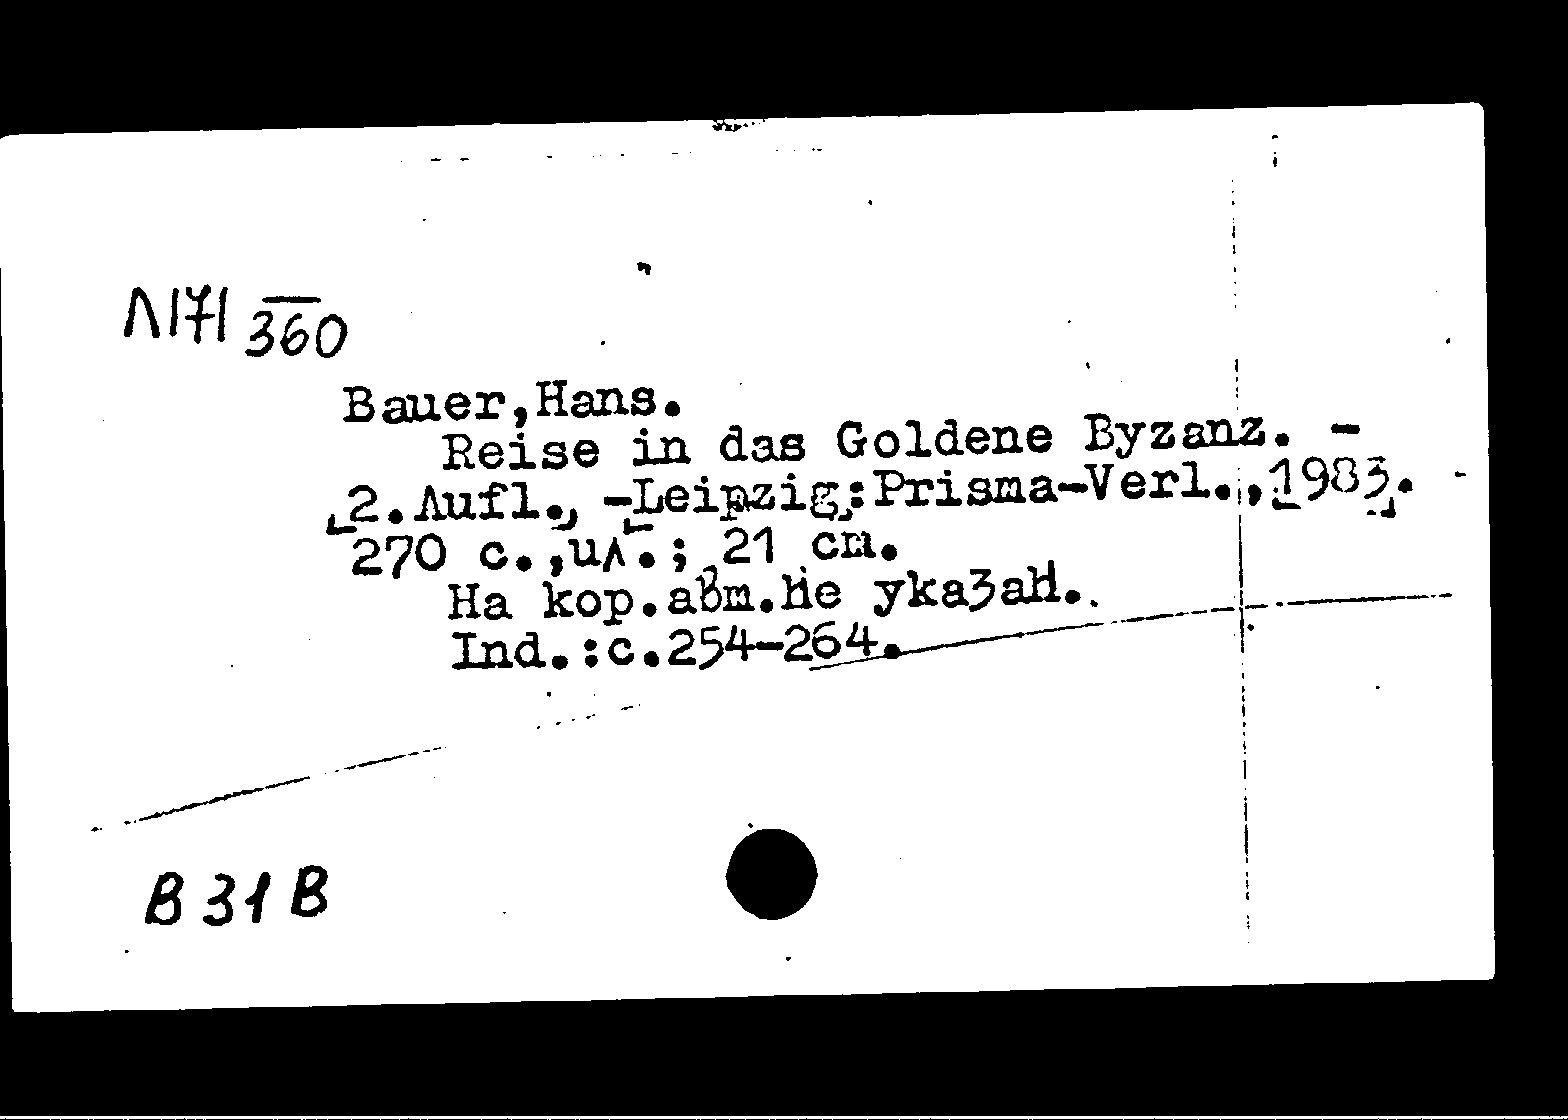 Л171 360
Bauer, Hans.
Reise in das Goldene Byzanz. -
[2.Aufl.] -[Leipzig]:Prisma-Verl., [1983].
270 с.,ил.; 21 см.
На кор.авт.не указан.
Ind.:с.254-264.
В 31 В